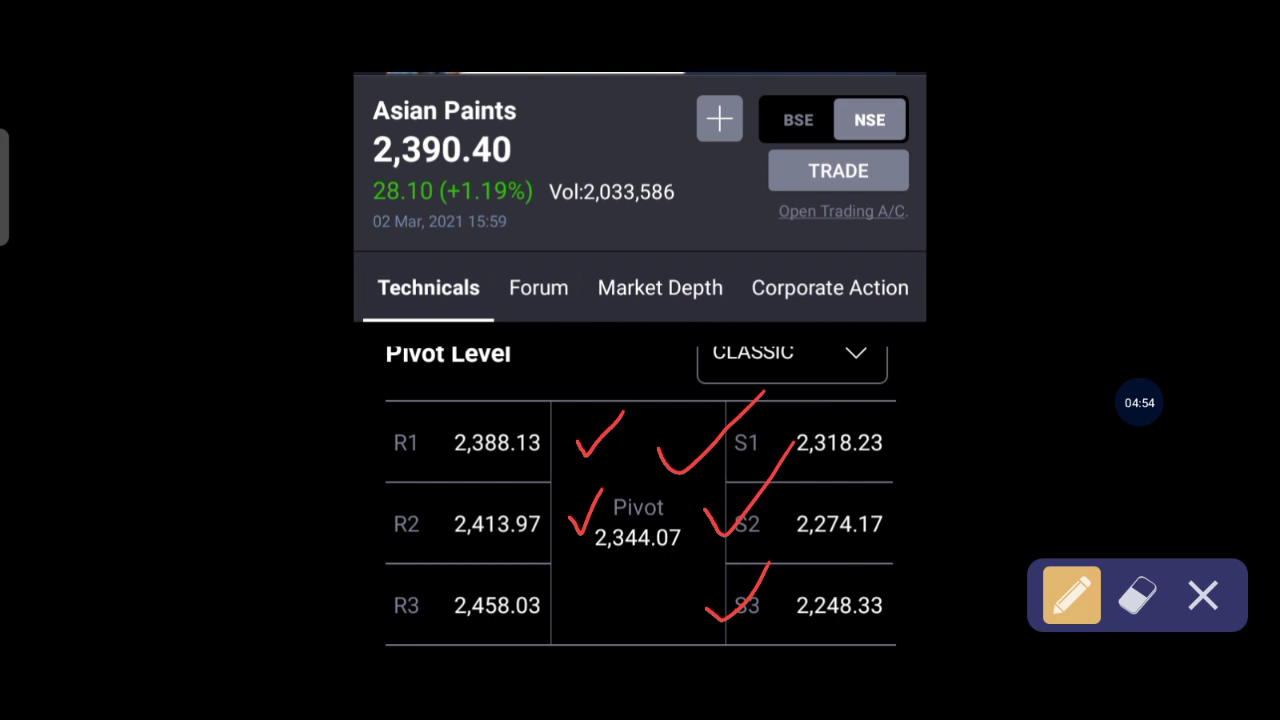 Asian Paints
2,390.40
28.10 (+1.19%) Vol:2,033,586
02 Mar, 2021 15:59
BSE NSE
TRADE
Open Trading A/C.
Technicals Forum Market Depth Corporate Action
Pivot Level CLASSIC
R1 2,388.13
R2 2,413.97
R3 2,458.03
Pivot
2,344.07
S1 2,318.23
S2 2,274.17
S3 2,248.33
04:54